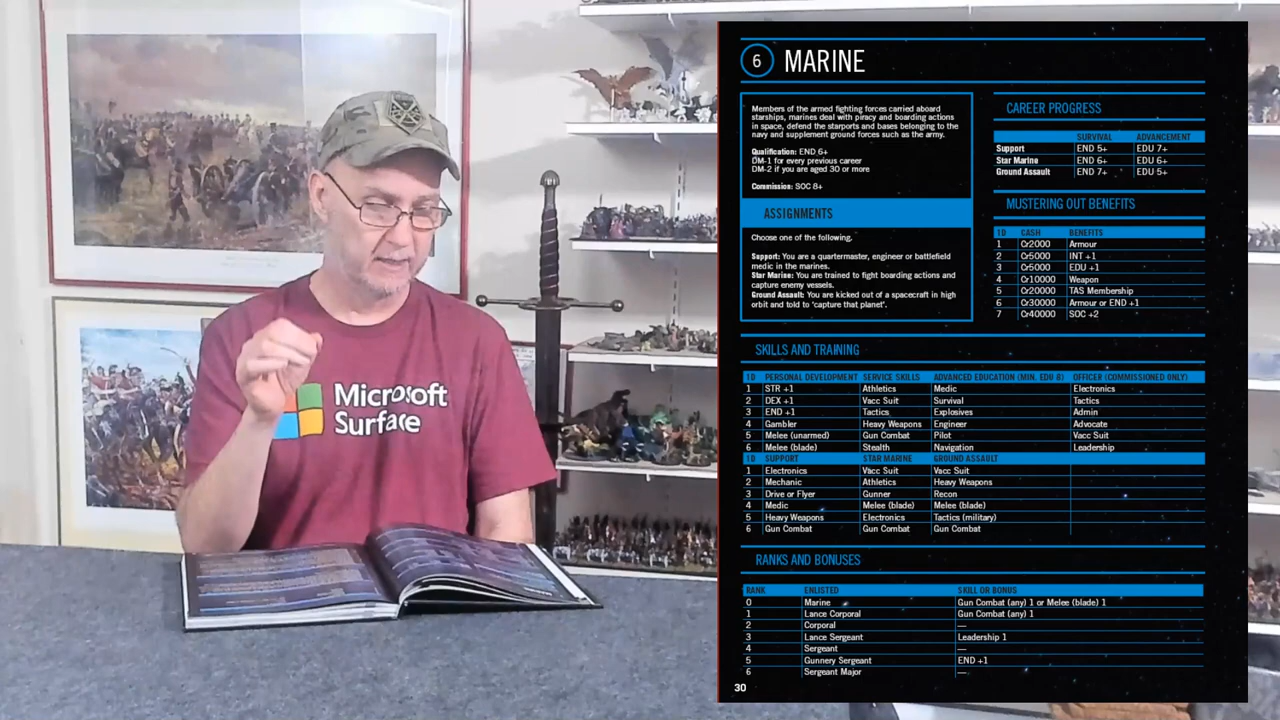 Microsoft
Surface
6 MARINE
Members of the armed fighting forces carried aboard
starships, marines deal with piracy and boarding actions
in space, defend the starports and bases belonging to the
navy and supplement ground forces such as the army.
Qualification: END 6+
DM-1 for every previous career
DM-2 if you are aged 30 or more
Commission: SOC 8+
ASSIGNMENTS
Choose one of the following.
Support: You are a quartermaster, engineer or battlefield
medic in the marines.
Star Marine: You are trained to fight boarding actions and
capture enemy vessels.
Ground Assault: You are kicked out of a spacecraft in high
orbit and told to 'capture that planet'.
CAREER PROGRESS
SURVIVAL ADVANCEMENT
Support END 5+ EDU 7+
Star Marine END 6+ EDU 6+
Ground Assault END 7+ EDU 5+
MUSTERING OUT BENEFITS
1D CASH BENEFITS
1 Cr2000 Armour
2 Cr5000 INT +1
3 Cr5000 EDU +1
4 Cr10000 Weapon
5 Cr20000 TAS Membership
6 Cr30000 Armour or END +1
7 Cr40000 SOC +2
SKILLS AND TRAINING
1D PERSONAL DEVELOPMENT SERVICE SKILLS ADVANCED EDUCATION (MIN. EDU 8) OFFICER (COMMISSIONED ONLY)
1 STR +1 Athletics Medic Electronics
2 DEX +1 Vacc Suit Survival Tactics
3 END +1 Tactics Explosives Admin
4 Gambler Heavy Weapons Engineer Advocate
5 Melee (unarmed) Gun Combat Pilot Vacc Suit
6 Melee (blade) Stealth Navigation Leadership
1D SUPPORT STAR MARINE GROUND ASSAULT
1 Electronics Vacc Suit Vacc Suit
2 Mechanic Athletics Heavy Weapons
3 Drive or Flyer Gunner Recon
4 Medic Melee (blade) Melee (blade)
5 Heavy Weapons Electronics Tactics (military)
6 Gun Combat Gun Combat Gun Combat
RANKS AND BONUSES
RANK ENLISTED SKILL OR BONUS
0 Marine Gun Combat (any) 1 or Melee (blade) 1
1 Lance Corporal Gun Combat (any) 1
2 Corporal —
3 Lance Sergeant Leadership 1
4 Sergeant —
5 Gunnery Sergeant END +1
6 Sergeant Major —
30